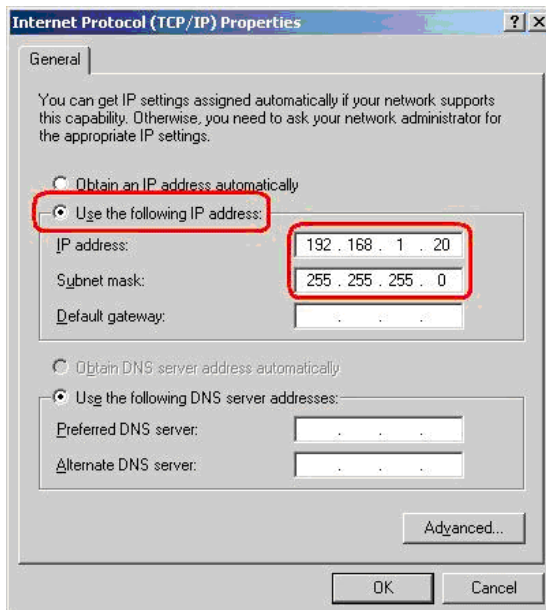 Internet Protocol (TCP/IP) Properties
General
You can get IP settings assigned automatically if your network supports
this capability. Otherwise, you need to ask your network administrator for
the appropriate IP settings.
Obtain an IP address automatically
Use the following IP address:
IP address: 192 . 168 . 1 . 20
Subnet mask: 255 . 255 . 255 . 0
Default gateway: . . .
Obtain DNS server address automatically
Use the following DNS server addresses:
Preferred DNS server: . . .
Alternate DNS server: . . .
Advanced...
OK Cancel